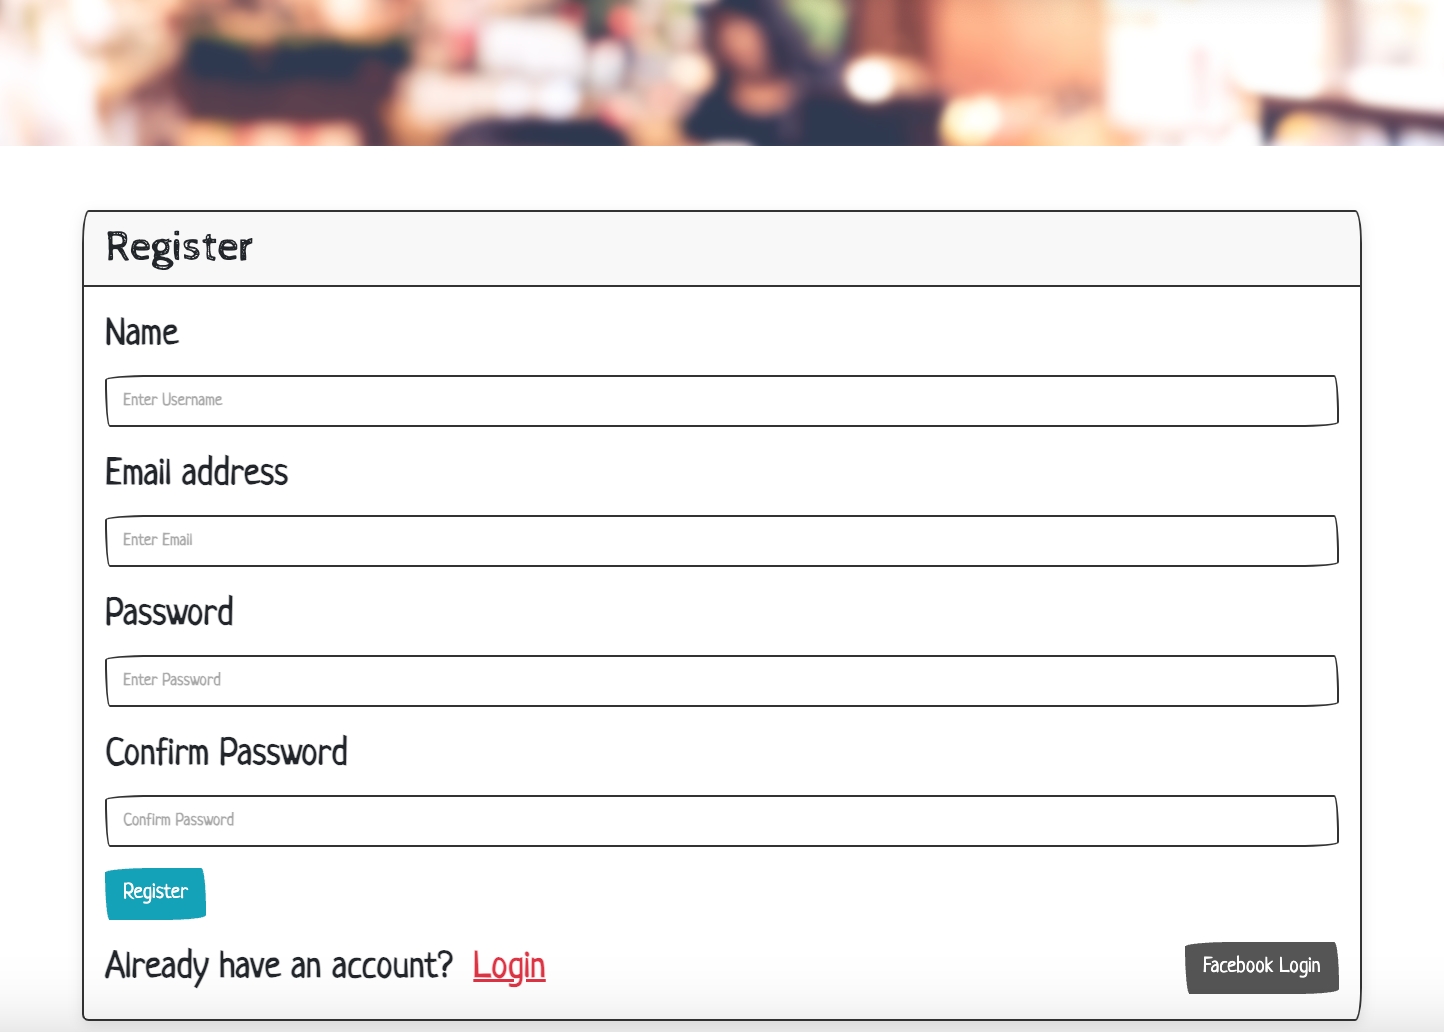 Register
Name
Enter Username
Email address
Enter Email
Password
Enter Password
Confirm Password
Confirm Password
Register
Already have an account? Login
Facebook Login